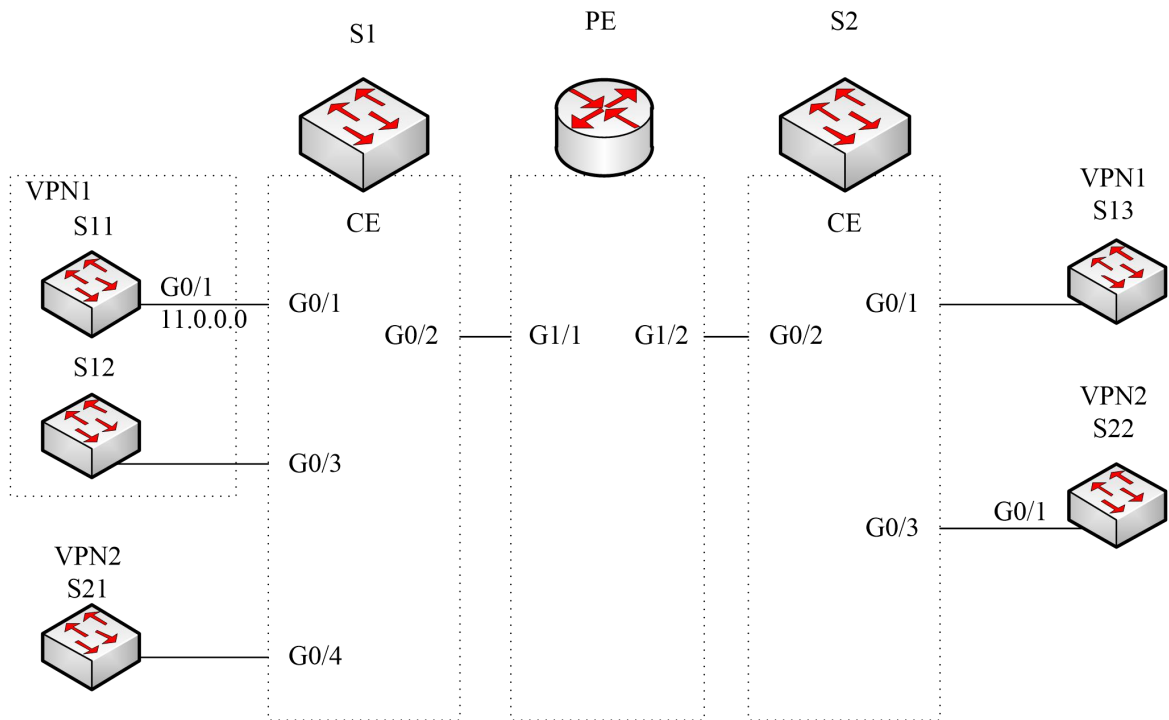 S1
PE
S2
VPN1
S11
G0/1
11.0.0.0
S12
VPN2
S21
CE
G0/1
G0/2
G0/3
G0/4
G1/1
G1/2
CE
G0/1
G0/2
G0/3
VPN1
S13
VPN2
S22
G0/1